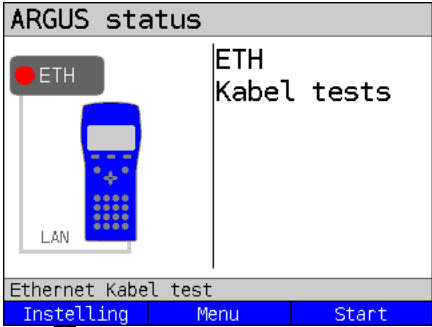 ARGUS status
ETH
ETH
Kabel tests
LAN
Ethernet Kabel test
Instelling Menu Start